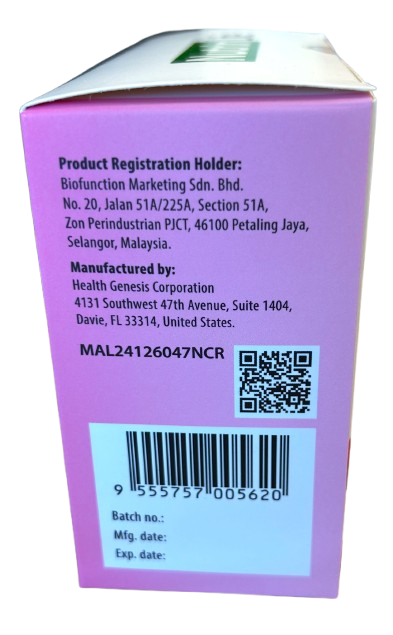 Product Registration Holder:
Biofunction Marketing Sdn. Bhd.
No. 20, Jalan 51A/225A, Section 51A,
Zon Perindustrian PJCT, 46100 Petaling Jaya,
Selangor, Malaysia.
Manufactured by:
Health Genesis Corporation
4131 Southwest 47th Avenue, Suite 1404,
Davie, FL 33314, United States.
MAL24126047NCR
9 555757 005620
Batch no.:
Mfg. date:
Exp. date: